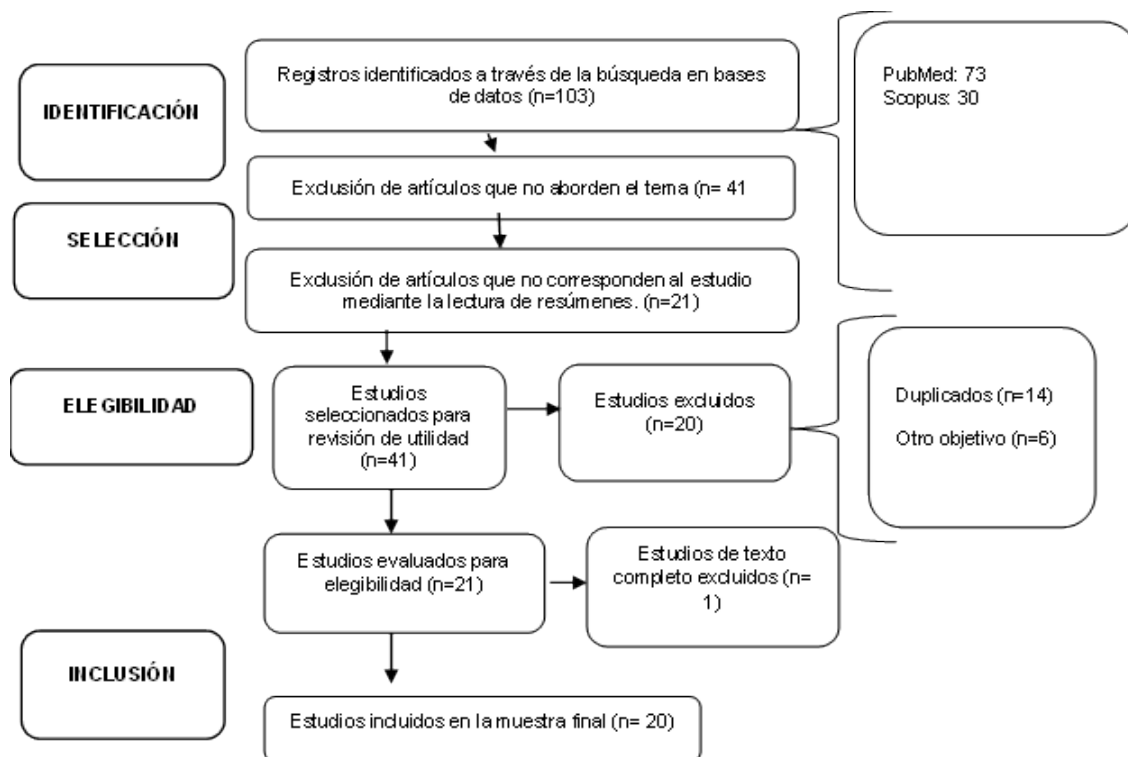 IDENTIFICACIÓN
Registros identificados a través de la búsqueda en bases
de datos (n=103)
PubMed: 73
Scopus: 30
Exclusión de artículos que no aborden el tema (n= 41
SELECCIÓN
Exclusión de artículos que no corresponden al estudio
mediante la lectura de resúmenes. (n=21)
ELEGIBILIDAD
Estudios
seleccionados para
revisión de utilidad
(n=41)
Estudios excluidos
(n=20)
Duplicados (n=14)
Otro objetivo (n=6)
Estudios evaluados para
elegibilidad (n=21)
Estudios de texto
completo excluidos (n=
1)
INCLUSIÓN
Estudios incluidos en la muestra final (n= 20)